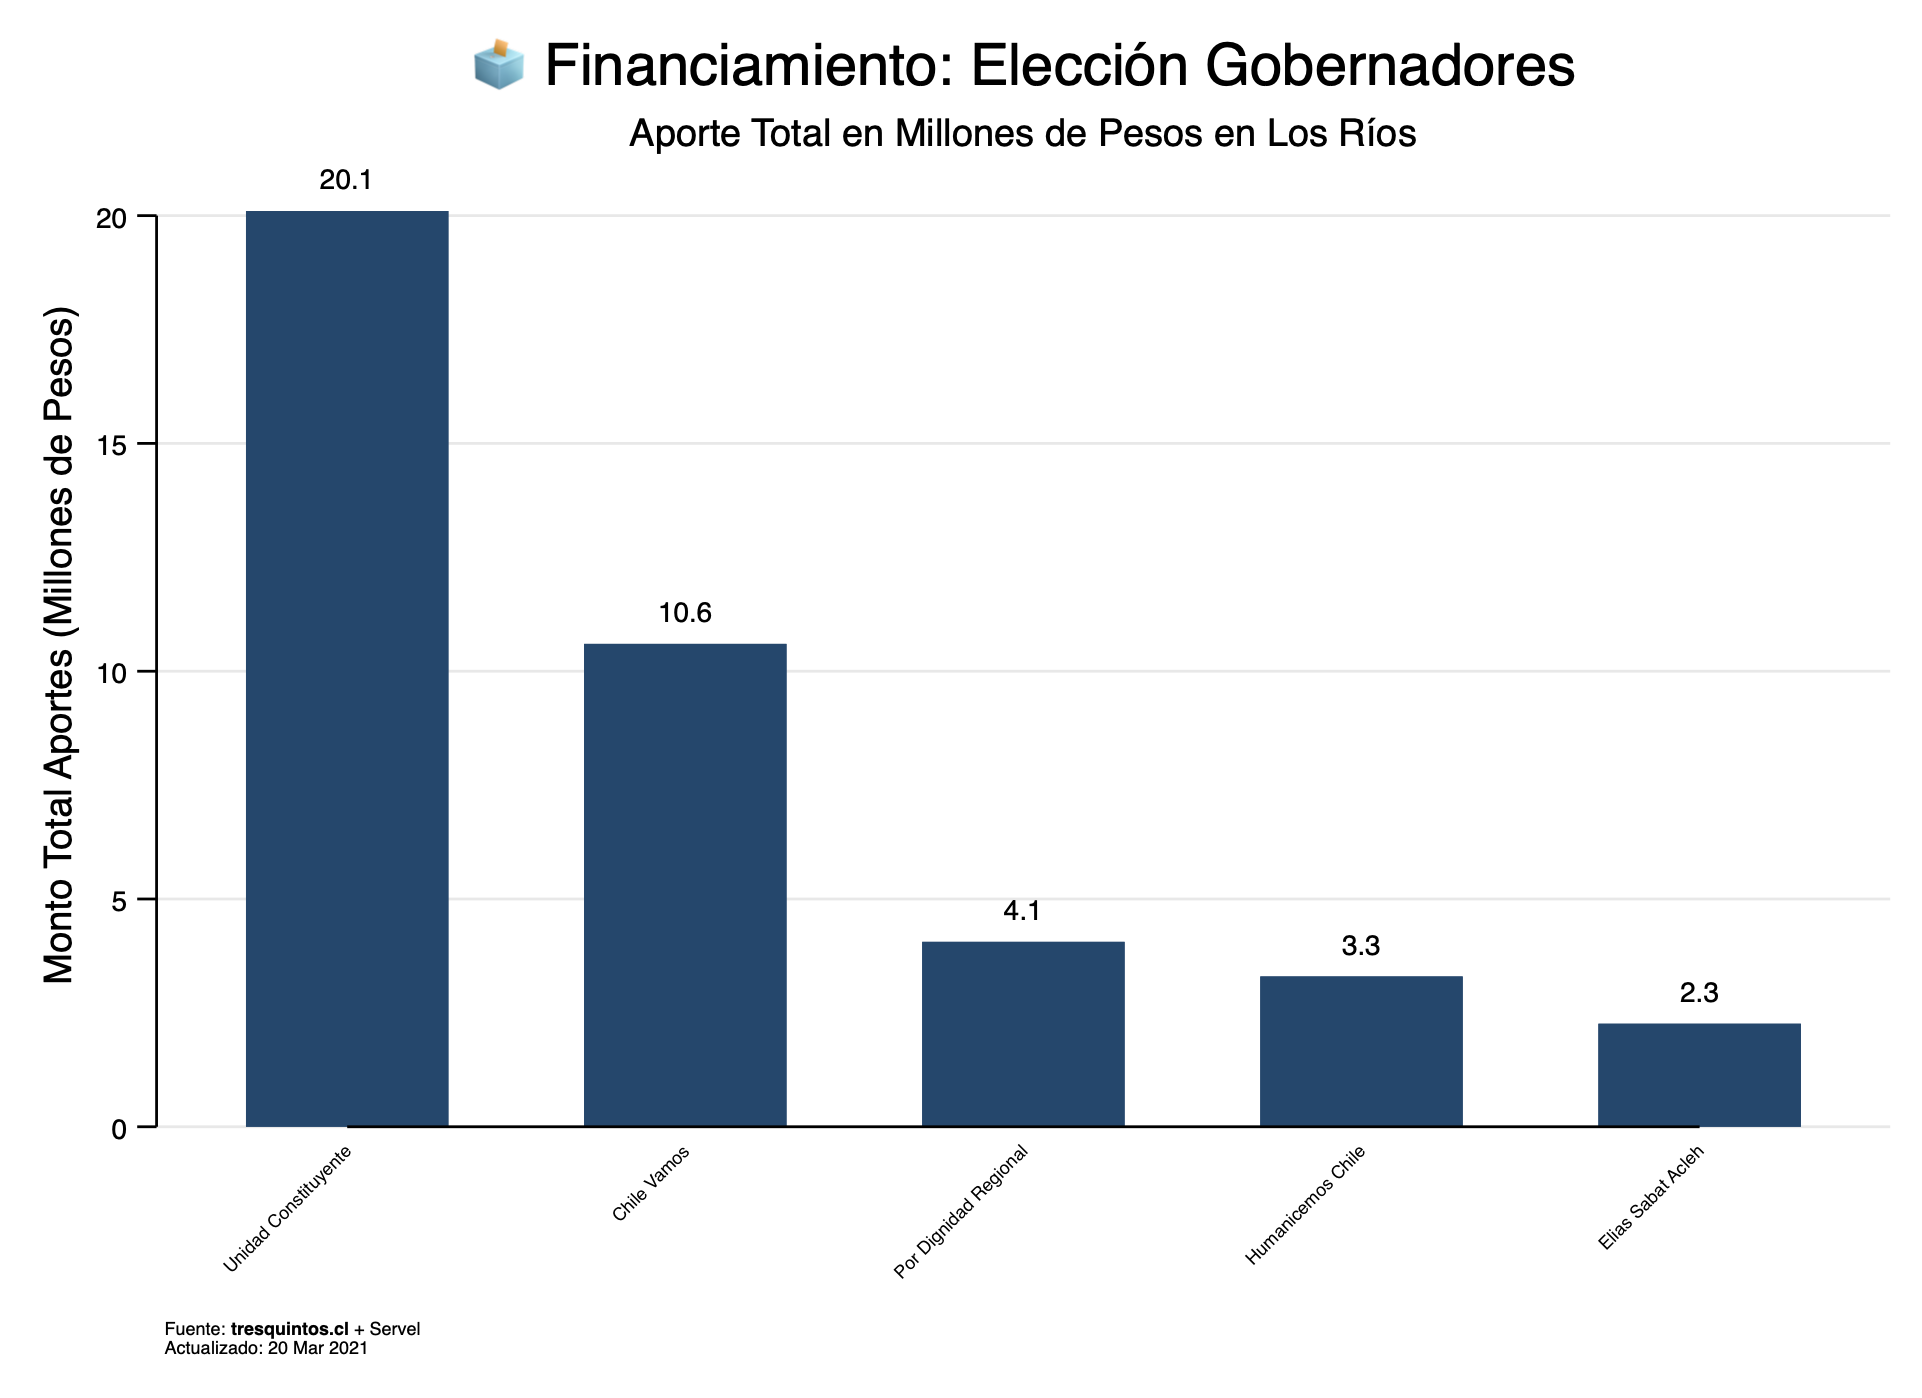 Financiamiento: Elección Gobernadores
Aporte Total en Millones de Pesos en Los Ríos
Monto Total Aportes (Millones de Pesos)
20
15
10
5
0
20.1
10.6
4.1
3.3
2.3
Unidad Constituyente
Chile Vamos
Por Dignidad Regional
Humanicemos Chile
Elias Sabat Acleh
Fuente: tresquintos.cl + Servel
Actualizado: 20 Mar 2021